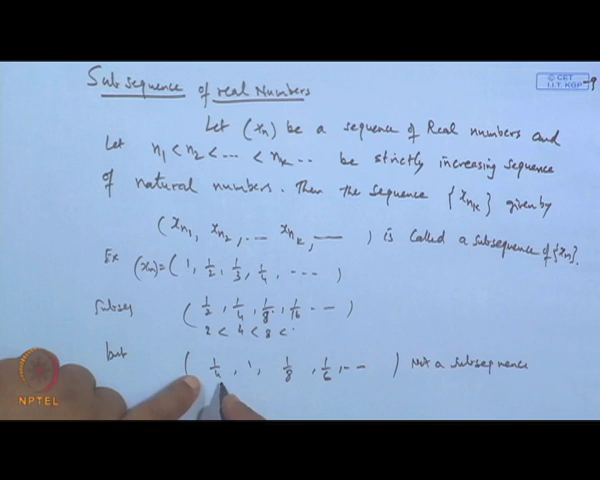 Subsequence of real Numbers
© CET
I.I.T. KGP
Let (xn) be a sequence of Real numbers and
Let n1 < n2 < ... < nk .. be strictly increasing sequence
of natural numbers. Then the sequence {xnk} given by
(xn1, xn2, ... xnk, — ) is called a subsequence of {xn}.
Ex (xn) = (1, 1/2, 1/3, 1/4, ....)
Subseq (1/2, 1/4, 1/8, 1/16 ... )
2 < 4 < 8 < .
but (1/4, 1, 1/8, 1/6, .. ) Not a subsequence
NPTEL